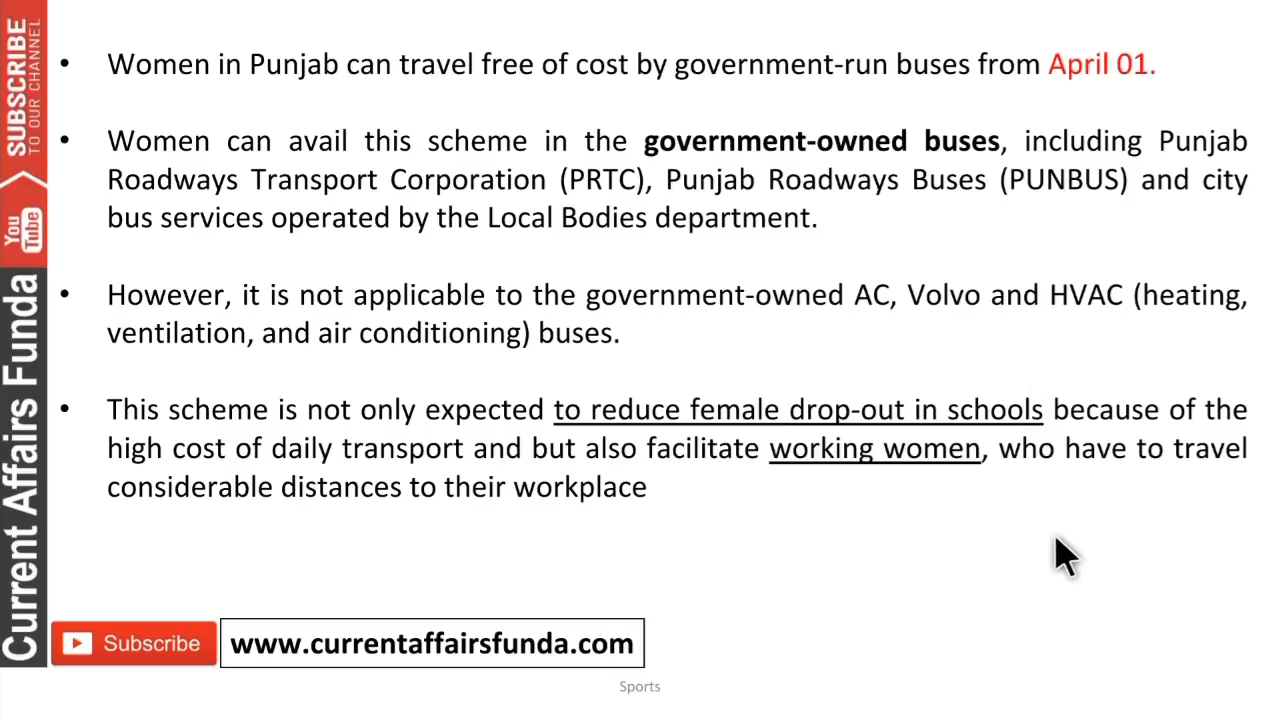 SUBSCRIBE
TO OUR CHANNEL
You
Tube
Current Affairs Funda
• Women in Punjab can travel free of cost by government-run buses from April 01.
• Women can avail this scheme in the government-owned buses, including Punjab
Roadways Transport Corporation (PRTC), Punjab Roadways Buses (PUNBUS) and city
bus services operated by the Local Bodies department.
• However, it is not applicable to the government-owned AC, Volvo and HVAC (heating,
ventilation, and air conditioning) buses.
• This scheme is not only expected to reduce female drop-out in schools because of the
high cost of daily transport and but also facilitate working women, who have to travel
considerable distances to their workplace
Subscribe
www.currentaffairsfunda.com
Sports